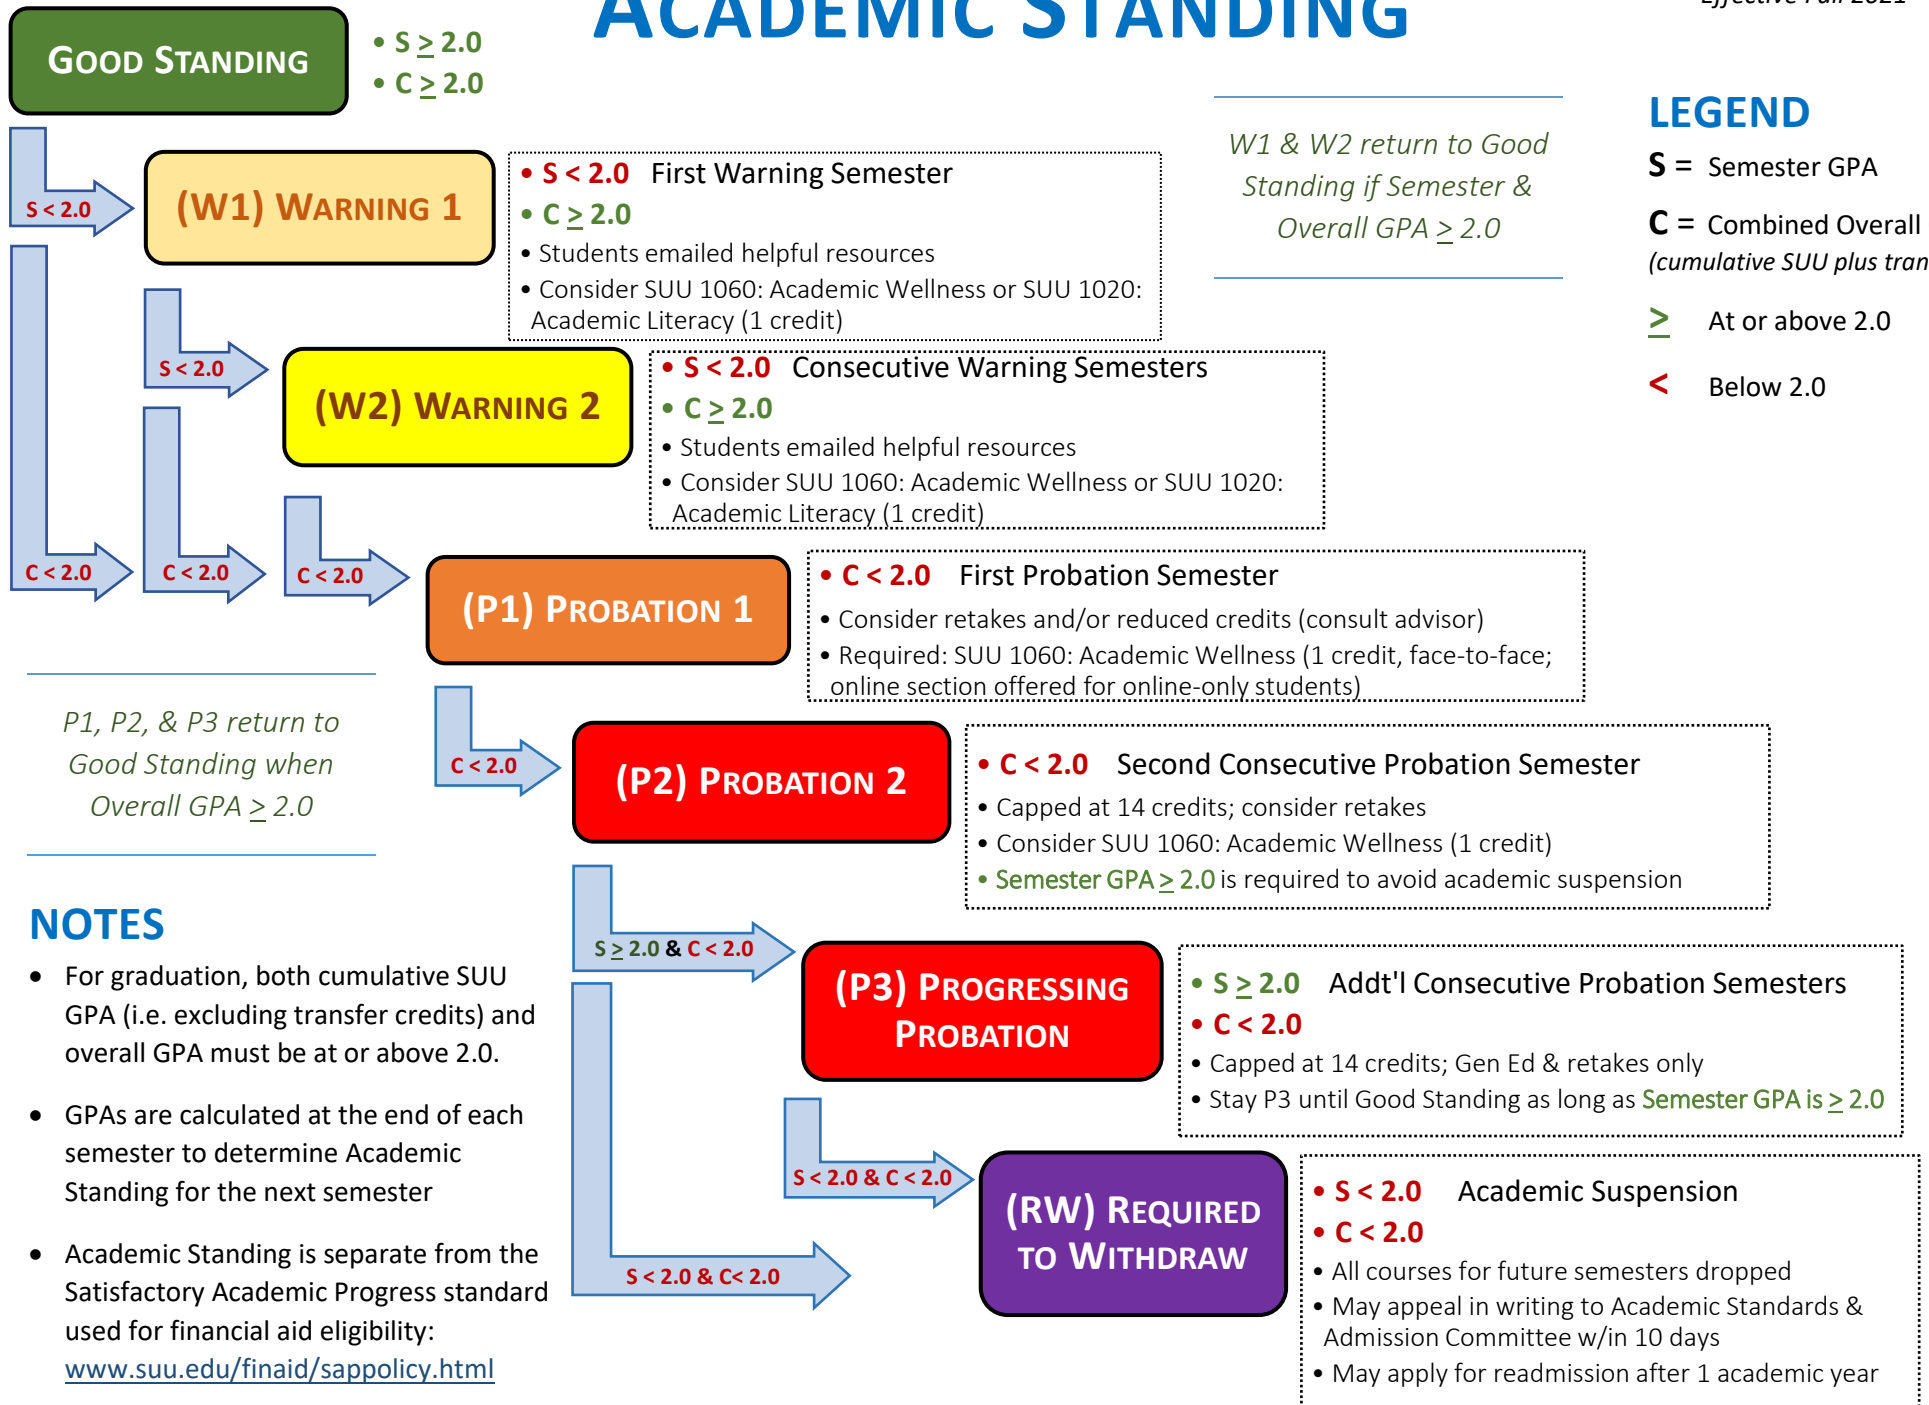 ACADEMIC STANDING
Effective Fall 2021
GOOD STANDING
• S ≥ 2.0
• C ≥ 2.0
S < 2.0
(W1) WARNING 1
• S < 2.0 First Warning Semester
• C ≥ 2.0
• Students emailed helpful resources
• Consider SUU 1060: Academic Wellness or SUU 1020:
Academic Literacy (1 credit)
W1 & W2 return to Good
Standing if Semester &
Overall GPA ≥ 2.0
LEGEND
S = Semester GPA
C = Combined Overall
(cumulative SUU plus tran
≥ At or above 2.0
< Below 2.0
S < 2.0
(W2) WARNING 2
• S < 2.0 Consecutive Warning Semesters
• C ≥ 2.0
• Students emailed helpful resources
• Consider SUU 1060: Academic Wellness or SUU 1020:
Academic Literacy (1 credit)
C < 2.0
C < 2.0
C < 2.0
(P1) PROBATION 1
• C < 2.0 First Probation Semester
• Consider retakes and/or reduced credits (consult advisor)
• Required: SUU 1060: Academic Wellness (1 credit, face-to-face;
online section offered for online-only students)
P1, P2, & P3 return to
Good Standing when
Overall GPA ≥ 2.0
C < 2.0
(P2) PROBATION 2
• C < 2.0 Second Consecutive Probation Semester
• Capped at 14 credits; consider retakes
• Consider SUU 1060: Academic Wellness (1 credit)
• Semester GPA ≥ 2.0 is required to avoid academic suspension
S ≥ 2.0 & C < 2.0
(P3) PROGRESSING
PROBATION
• S ≥ 2.0 Addt'l Consecutive Probation Semesters
• C < 2.0
• Capped at 14 credits; Gen Ed & retakes only
• Stay P3 until Good Standing as long as Semester GPA is ≥ 2.0
S < 2.0 & C < 2.0
S < 2.0 & C< 2.0
(RW) REQUIRED
TO WITHDRAW
• S < 2.0 Academic Suspension
• C < 2.0
• All courses for future semesters dropped
• May appeal in writing to Academic Standards &
Admission Committee w/in 10 days
• May apply for readmission after 1 academic year
NOTES
• For graduation, both cumulative SUU
GPA (i.e. excluding transfer credits) and
overall GPA must be at or above 2.0.
• GPAs are calculated at the end of each
semester to determine Academic
Standing for the next semester
• Academic Standing is separate from the
Satisfactory Academic Progress standard
used for financial aid eligibility:
www.suu.edu/finaid/sappolicy.html